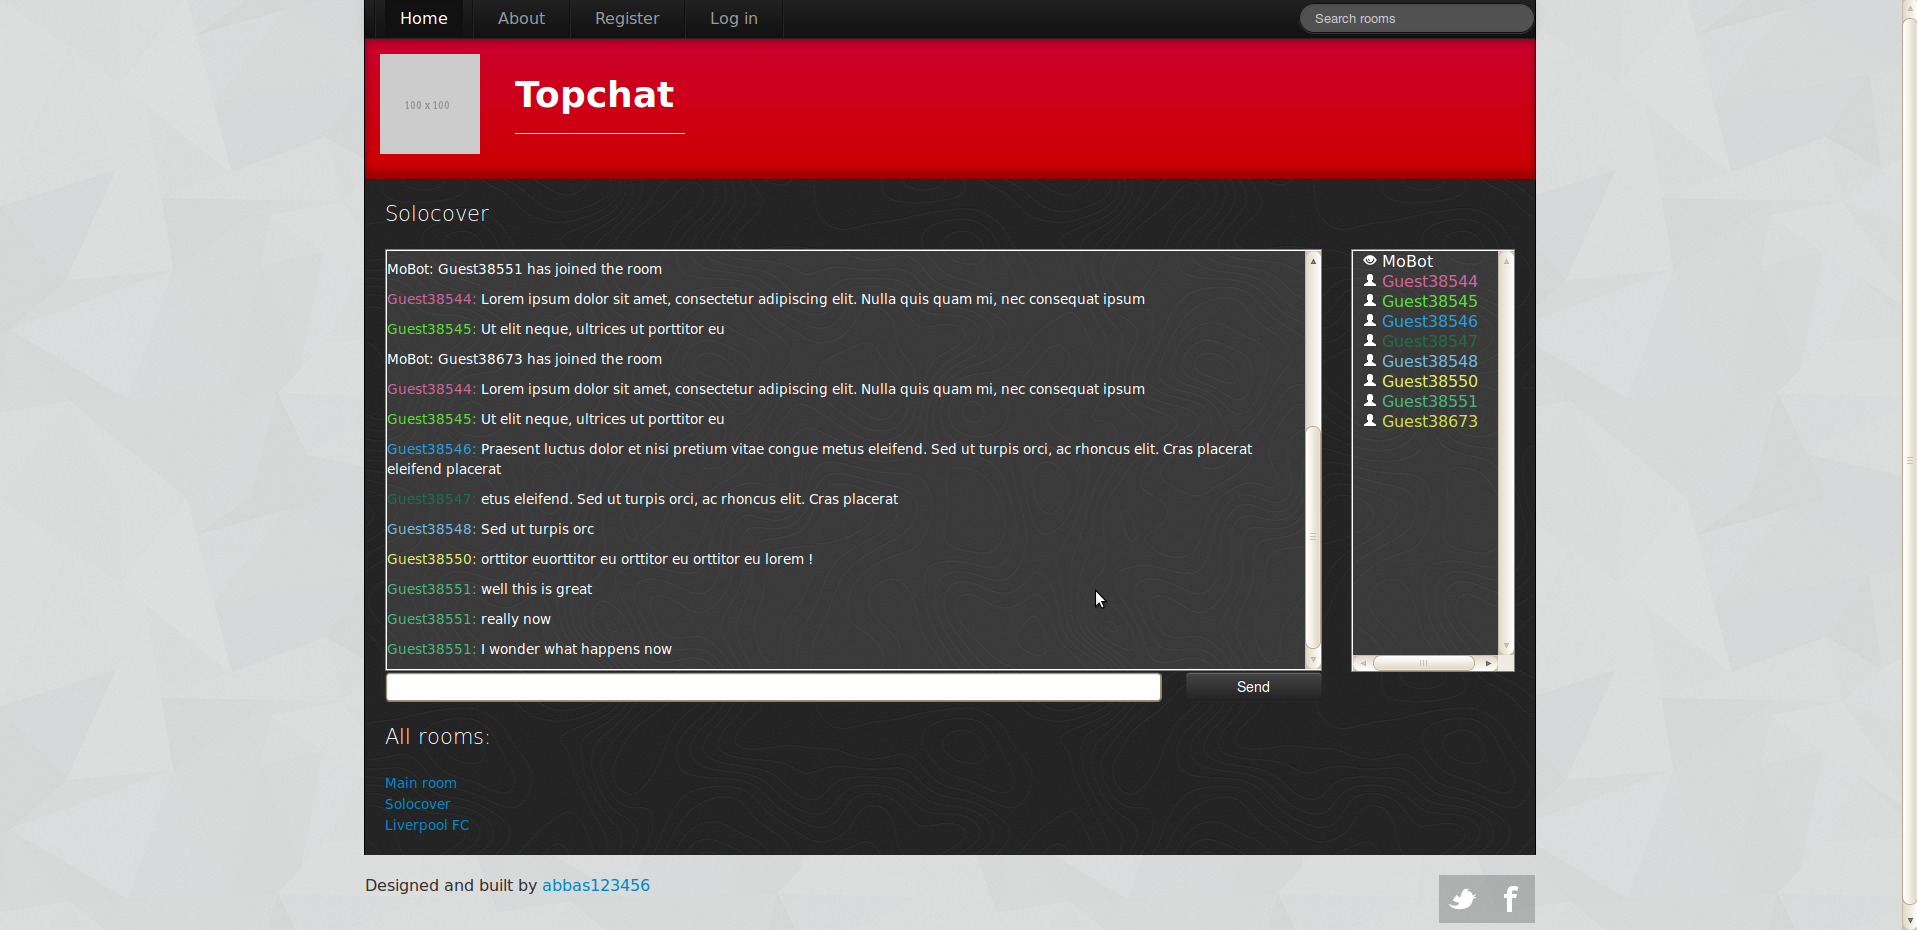 Home About Register Log in Search rooms
100 x 100
Topchat
Solocover
MoBot: Guest38551 has joined the room
Guest38544: Lorem ipsum dolor sit amet, consectetur adipiscing elit. Nulla quis quam mi, nec consequat ipsum
Guest38545: Ut elit neque, ultrices ut porttitor eu
MoBot: Guest38673 has joined the room
Guest38544: Lorem ipsum dolor sit amet, consectetur adipiscing elit. Nulla quis quam mi, nec consequat ipsum
Guest38545: Ut elit neque, ultrices ut porttitor eu
Guest38546: Praesent luctus dolor et nisi pretium vitae congue metus eleifend. Sed ut turpis orci, ac rhoncus elit. Cras placerat
eleifend placerat
Guest38547: etus eleifend. Sed ut turpis orci, ac rhoncus elit. Cras placerat
Guest38548: Sed ut turpis orc
Guest38550: orttitor euorttitor eu orttitor eu orttitor eu lorem !
Guest38551: well this is great
Guest38551: really now
Guest38551: I wonder what happens now
MoBot
Guest38544
Guest38545
Guest38546
Guest38547
Guest38548
Guest38550
Guest38551
Guest38673
Send
All rooms:
Main room
Solocover
Liverpool FC
Designed and built by abbas123456